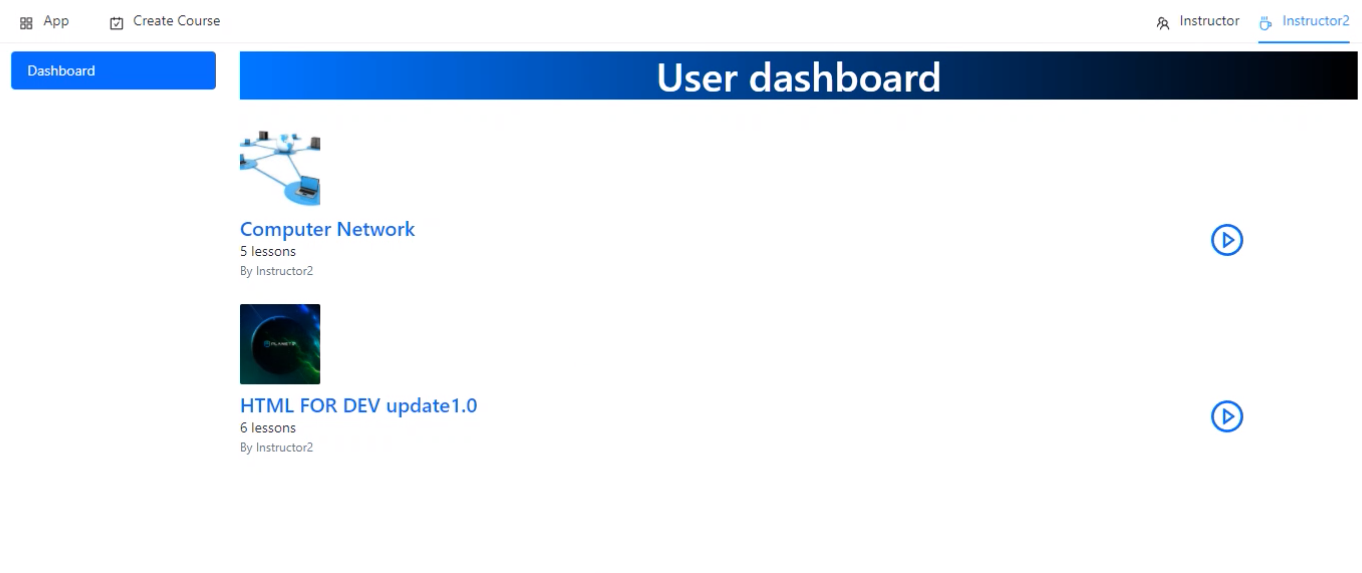 App Create Course Instructor Instructor2
Dashboard
User dashboard
Computer Network
5 lessons
By Instructor2
HTML FOR DEV update1.0
6 lessons
By Instructor2